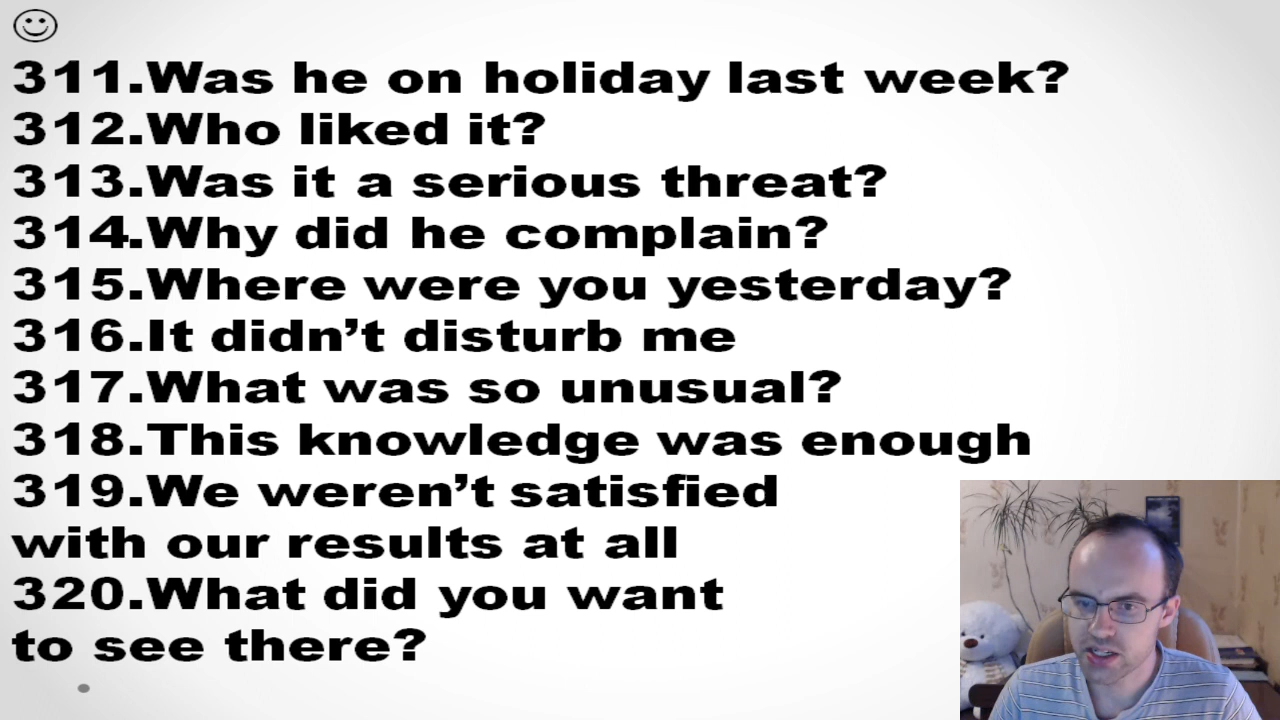 311.Was he on holiday last week?
312.Who liked it?
313.Was it a serious threat?
314.Why did he complain?
315.Where were you yesterday?
316.It didn’t disturb me
317.What was so unusual?
318.This knowledge was enough
319.We weren’t satisfied
with our results at all
320.What did you want
to see there?